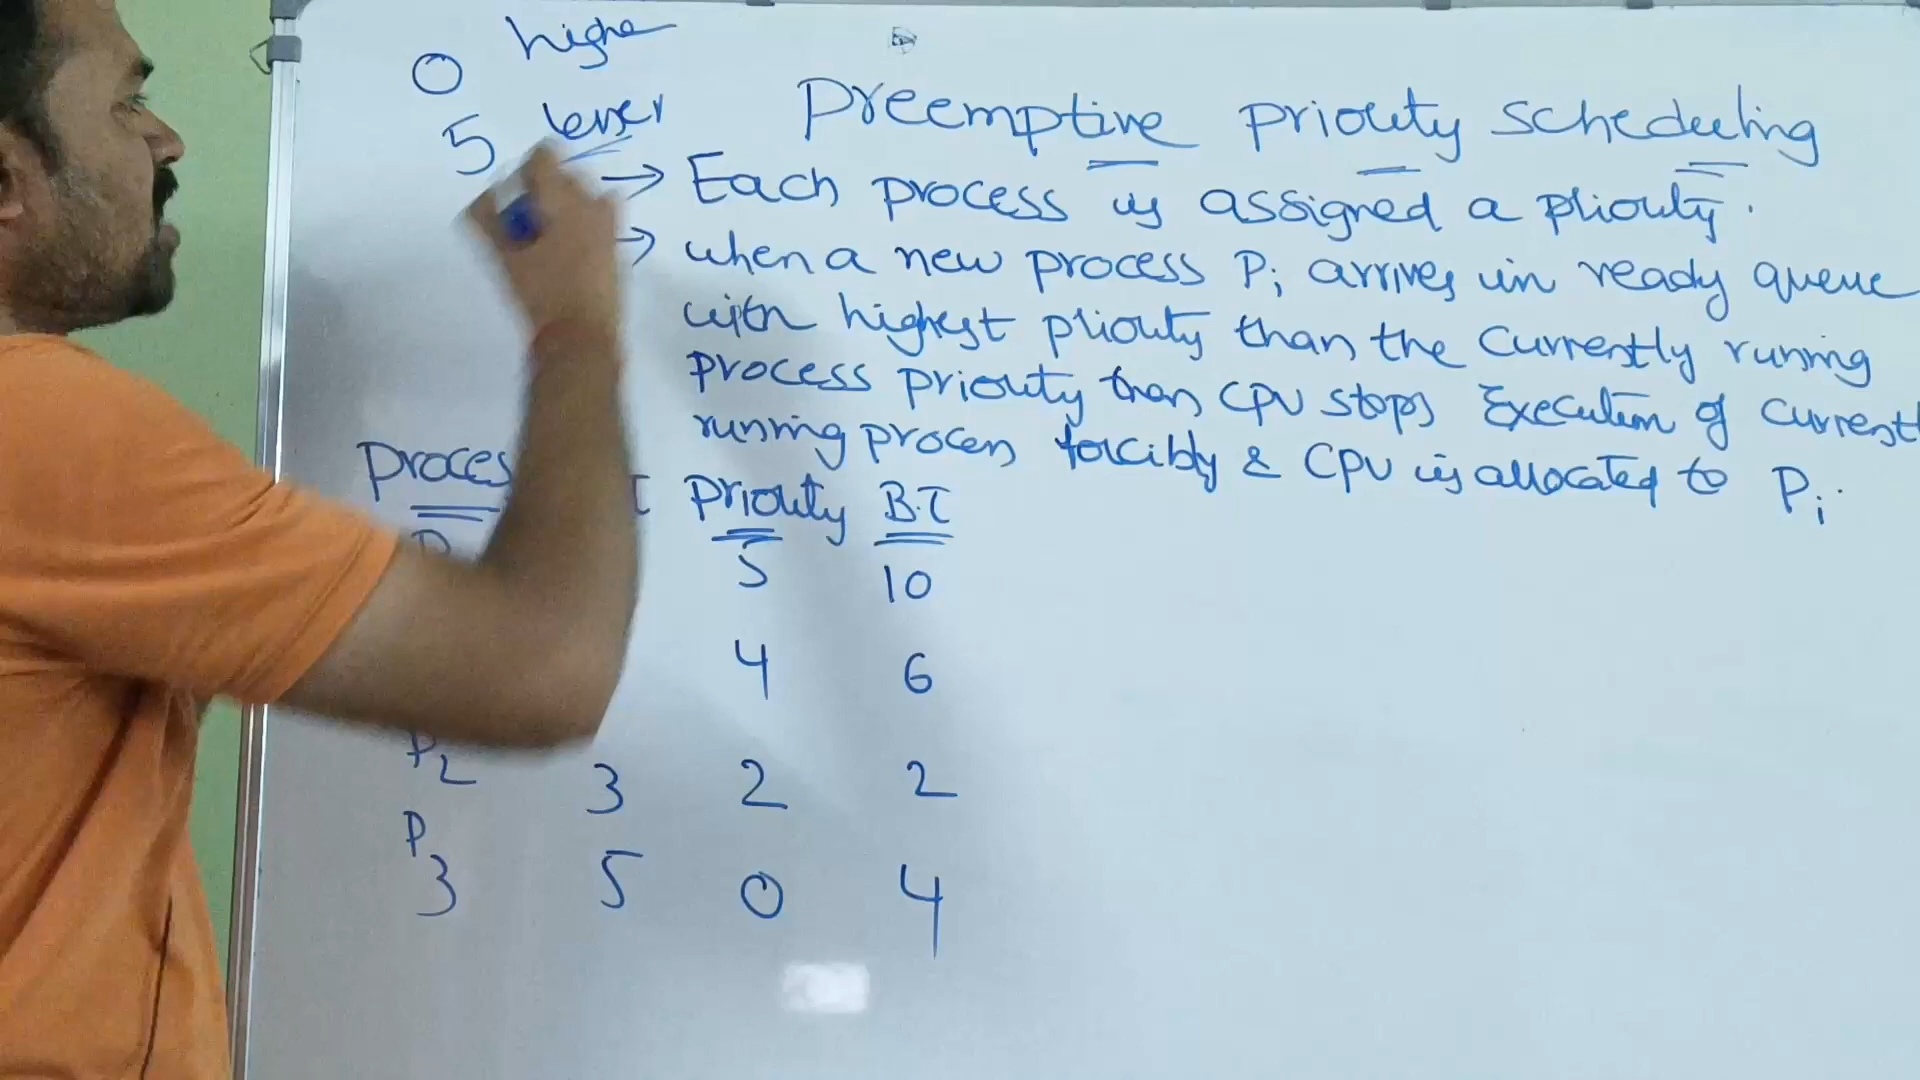 0 highe
5 lower
Preemptive priority scheduling
→ Each process is assigned a priority.
→ when a new process Pi arrives in ready queue
with highest priority than the currently running
process priority then CPU stops Execution of current
running process forcibly & CPU is allocated to Pi.
Proces Priority B.T
P 5 10
4 6
P2 3 2 2
P3 5 0 4